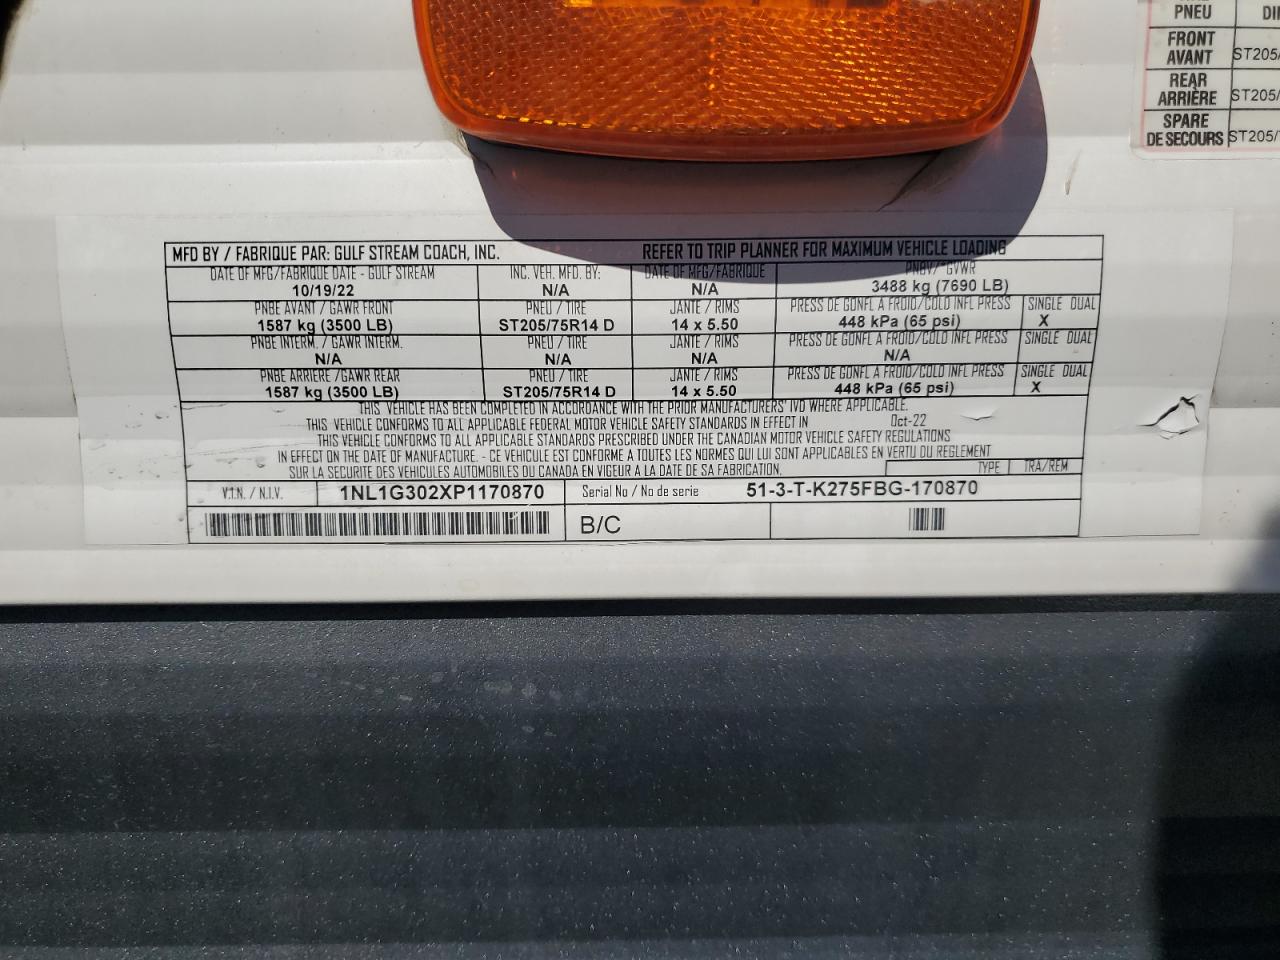 PNEU
FRONT
AVANT ST205/
REAR
ARRIÈRE ST205/
SPARE
DE SECOURS ST205/
MFD BY / FABRIQUE PAR: GULF STREAM COACH, INC. REFER TO TRIP PLANNER FOR MAXIMUM VEHICLE LOADING
DATE OF MFG/FABRIQUE DATE - GULF STREAM INC. VEH. MFD. BY: DATE OF MFG/FABRIQUE PNBV/ GVWR
10/19/22 N/A N/A 3488 kg (7690 LB)
PNBE AVANT / GAWR FRONT PNEU / TIRE JANTE / RIMS PRESS DE GONFL A FROID/COLD INFL PRESS SINGLE DUAL
1587 kg (3500 LB) ST205/75R14 D 14 x 5.50 448 kPa (65 psi) X
PNBE INTERM. / GAWR INTERM. PNEU / TIRE JANTE / RIMS PRESS DE GONFL A FROID/COLD INFL PRESS SINGLE DUAL
N/A N/A N/A N/A
PNBE ARRIERE /GAWR REAR PNEU / TIRE JANTE / RIMS PRESS DE GONFL A FROID/COLD INFL PRESS SINGLE DUAL
1587 kg (3500 LB) ST205/75R14 D 14 x 5.50 448 kPa (65 psi) X
THIS VEHICLE HAS BEEN COMPLETED IN ACCORDANCE WITH THE PRIOR MANUFACTURERS' IVD WHERE APPLICABLE.
THIS VEHICLE CONFORMS TO ALL APPLICABLE FEDERAL MOTOR VEHICLE SAFETY STANDARDS IN EFFECT IN Oct-22
THIS VEHICLE CONFORMS TO ALL APPLICABLE STANDARDS PRESCRIBED UNDER THE CANADIAN MOTOR VEHICLE SAFETY REGULATIONS
IN EFFECT ON THE DATE OF MANUFACTURE. - CE VEHICULE EST CONFORME A TOUTES LES NORMES QUI LUI SONT APPLICABLES EN VERTU DU REGLEMENT
SUR LA SECURITE DES VEHICULES AUTOMOBILES DU CANADA EN VIGEUR A LA DATE DE SA FABRICATION. TYPE TRA/REM
V.I.N. / N.I.V. 1NL1G302XP1170870 Serial No / No de serie 51-3-T-K275FBG-170870
B/C